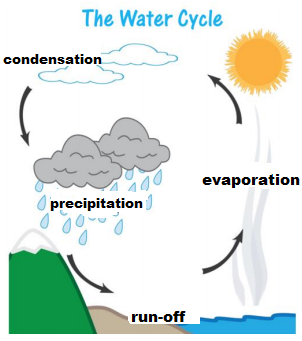 The Water Cycle
condensation
evaporation
precipitation
run-off